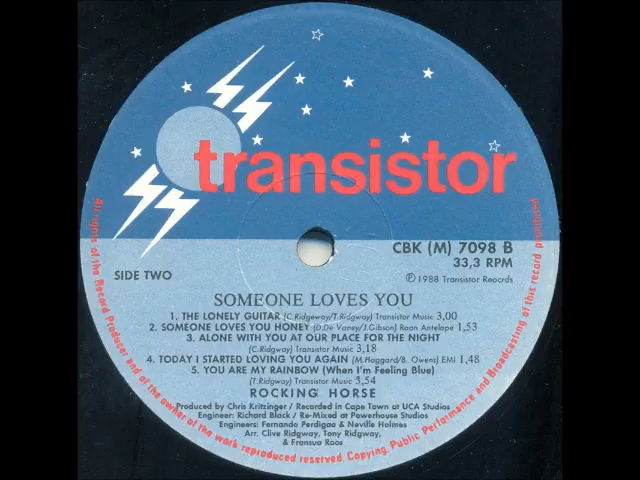 transistor
CBK (M) 7098 B
33,3 RPM
SIDE TWO
℗ 1988 Transistor Records
SOMEONE LOVES YOU
1. THE LONELY GUITAR (C.Ridgeway/T.Ridgway) Transistor Music 3,00
2. SOMEONE LOVES YOU HONEY (D.De Vaney/J.Gibson) Roan Antelope 1,53
3. ALONE WITH YOU AT OUR PLACE FOR THE NIGHT
(C.Ridgway) Transistor Music 3,18
4. TODAY I STARTED LOVING YOU AGAIN (M.Haggard/B. Owens) EMI 1,48
5. YOU ARE MY RAINBOW (When I'm Feeling Blue)
(T.Ridgway) Transistor Music 3,54
ROCKING HORSE
Produced by Chris Kritzinger / Recorded in Cape Town at UCA Studios
Engineer: Richard Black / Re-Mixed at Powerhouse Studios
Engineers: Fernando Perdigao & Neville Holmes
Arr. Clive Ridgway, Tony Ridgway,
& Fransua Roos
All rights of the Record Producer and of the owner of the work reproduced reserved. Copying, Public Performance and Broadcasting of this record prohibited